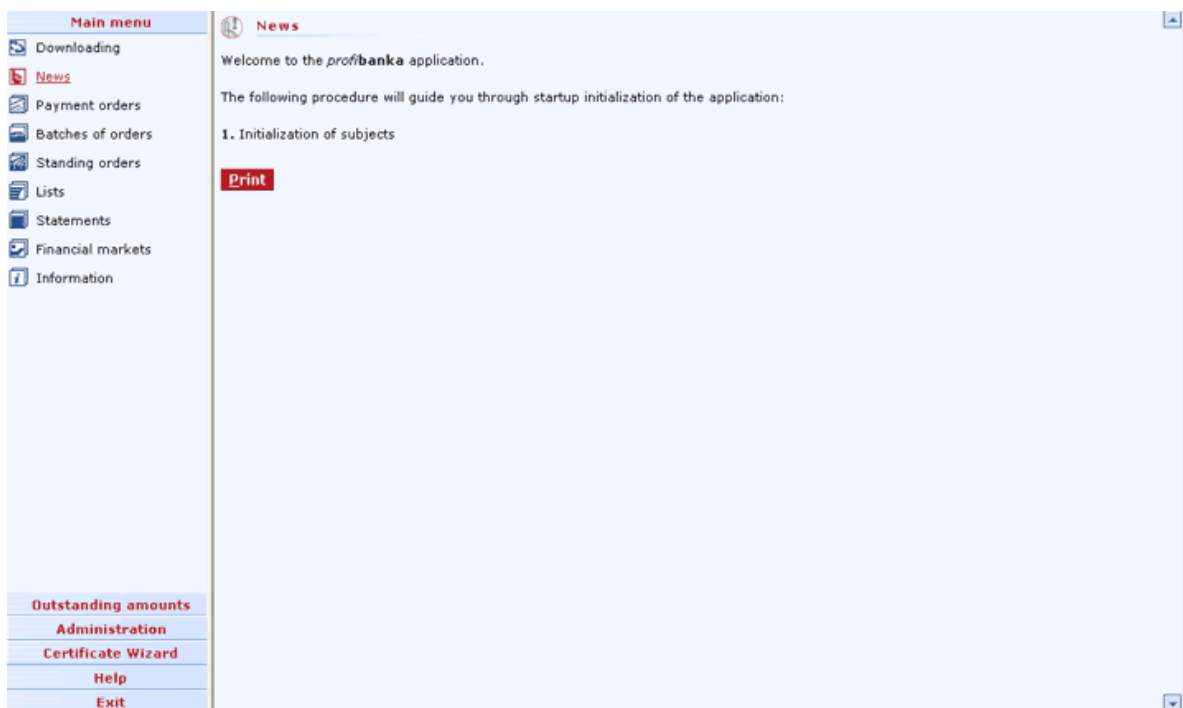 Main menu
Downloading
News
Payment orders
Batches of orders
Standing orders
Lists
Statements
Financial markets
Information
Outstanding amounts
Administration
Certificate Wizard
Help
Exit
News
Welcome to the profibanka application.
The following procedure will guide you through startup initialization of the application:
1. Initialization of subjects
Print